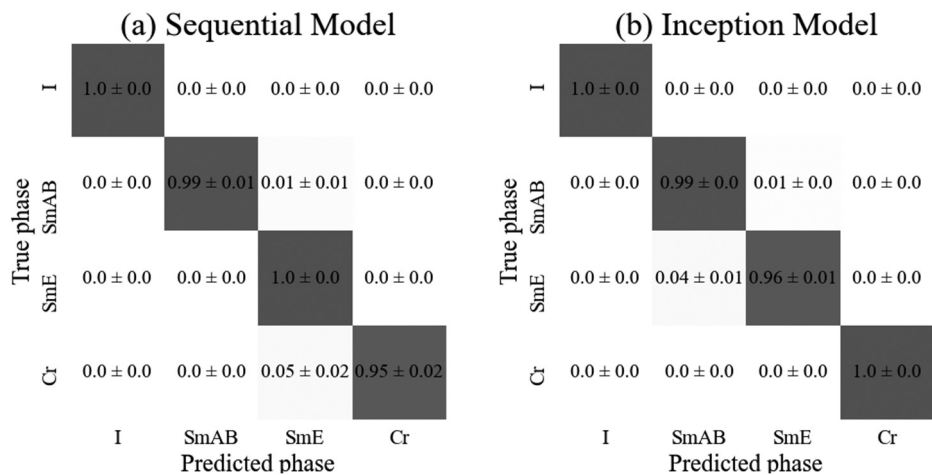 (a) Sequential Model
I 1.0 ± 0.0 0.0 ± 0.0 0.0 ± 0.0 0.0 ± 0.0
SmAB 0.0 ± 0.0 0.99 ± 0.01 0.01 ± 0.01 0.0 ± 0.0
SmE 0.0 ± 0.0 0.0 ± 0.0 1.0 ± 0.0 0.0 ± 0.0
Cr 0.0 ± 0.0 0.0 ± 0.0 0.05 ± 0.02 0.95 ± 0.02
True phase
I SmAB SmE Cr
Predicted phase
(b) Inception Model
I 1.0 ± 0.0 0.0 ± 0.0 0.0 ± 0.0 0.0 ± 0.0
SmAB 0.0 ± 0.0 0.99 ± 0.0 0.01 ± 0.0 0.0 ± 0.0
SmE 0.0 ± 0.0 0.04 ± 0.01 0.96 ± 0.01 0.0 ± 0.0
Cr 0.0 ± 0.0 0.0 ± 0.0 0.0 ± 0.0 1.0 ± 0.0
True phase
I SmAB SmE Cr
Predicted phase